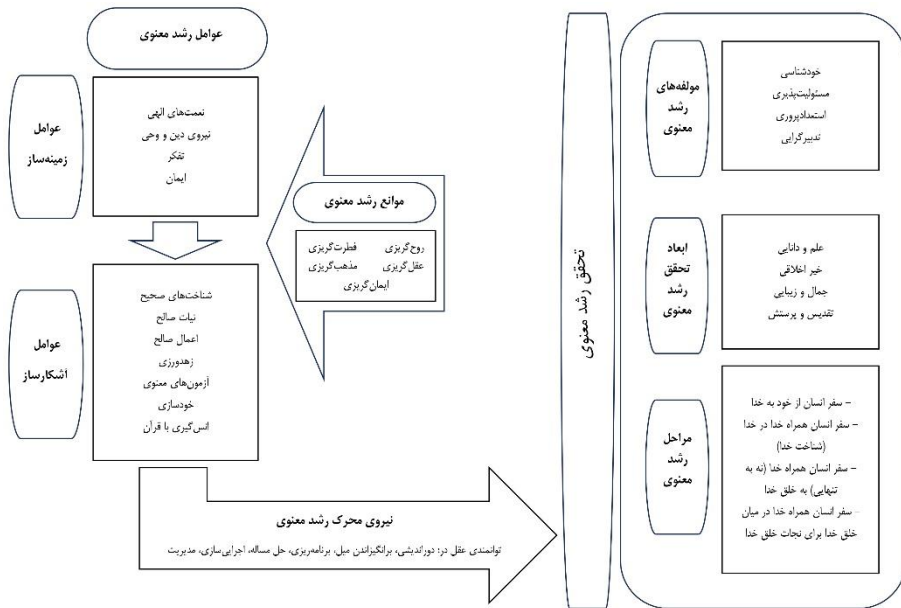 عوامل رشد معنوی
عوامل
زمینه‌ساز
نعمت‌های الهی
نیروی دین و وحی
تفکر
ایمان
موانع رشد معنوی
روح‌گریزی فطرت‌گریزی
عقل‌گریزی مذهب‌گریزی
ایمان‌گریزی
عوامل
آشکارساز
شناخت‌های صحیح
نیات صالح
اعمال صالح
زهدورزی
آزمون‌های معنوی
خودسازی
انس‌گیری با قرآن
نیروی محرک رشد معنوی
توانمندی عقل در: دوراندیشی، برانگیزاندن میل، برنامه‌ریزی، حل مساله، اجرایی‌سازی، مدیریت
تحقق رشد معنوی
مولفه‌های
رشد
معنوی
خودشناسی
مسئولیت‌پذیری
استعدادپروری
تدبیرگرایی
ابعاد
تحقق
رشد
معنوی
علم و دانایی
خیر اخلاقی
جمال و زیبایی
تقدیس و پرستش
مراحل
رشد
معنوی
- سفر انسان از خود به خدا
- سفر انسان همراه خدا در خدا
(شناخت خدا)
- سفر انسان همراه خدا (نه به
تنهایی) به خلق خدا
- سفر انسان همراه خدا در میان
خلق خدا برای نجات خلق خدا